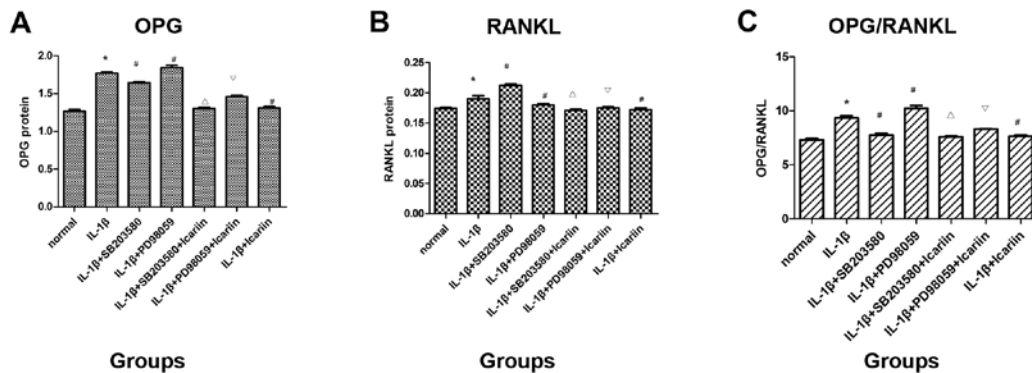 A
OPG
OPG protein
2.0
1.5
1.0
0.5
0.0
*
#
#
△
▽
#
normal
IL-1β
IL-1β+SB203580
IL-1β+PD98059
IL-1β+SB203580+Icariin
IL-1β+PD98059+Icariin
IL-1β+Icariin
Groups
B
RANKL
RANKL protein
0.25
0.20
0.15
0.10
0.05
0.00
*
#
#
△
▽
#
normal
IL-1β
IL-1β+SB203580
IL-1β+PD98059
IL-1β+SB203580+Icariin
IL-1β+PD98059+Icariin
IL-1β+Icariin
Groups
C
OPG/RANKL
OPG/RANKL
15
10
5
0
*
#
#
△
▽
#
normal
IL-1β
IL-1β+SB203580
IL-1β+PD98059
IL-1β+SB203580+Icariin
IL-1β+PD98059+Icariin
IL-1β+Icariin
Groups